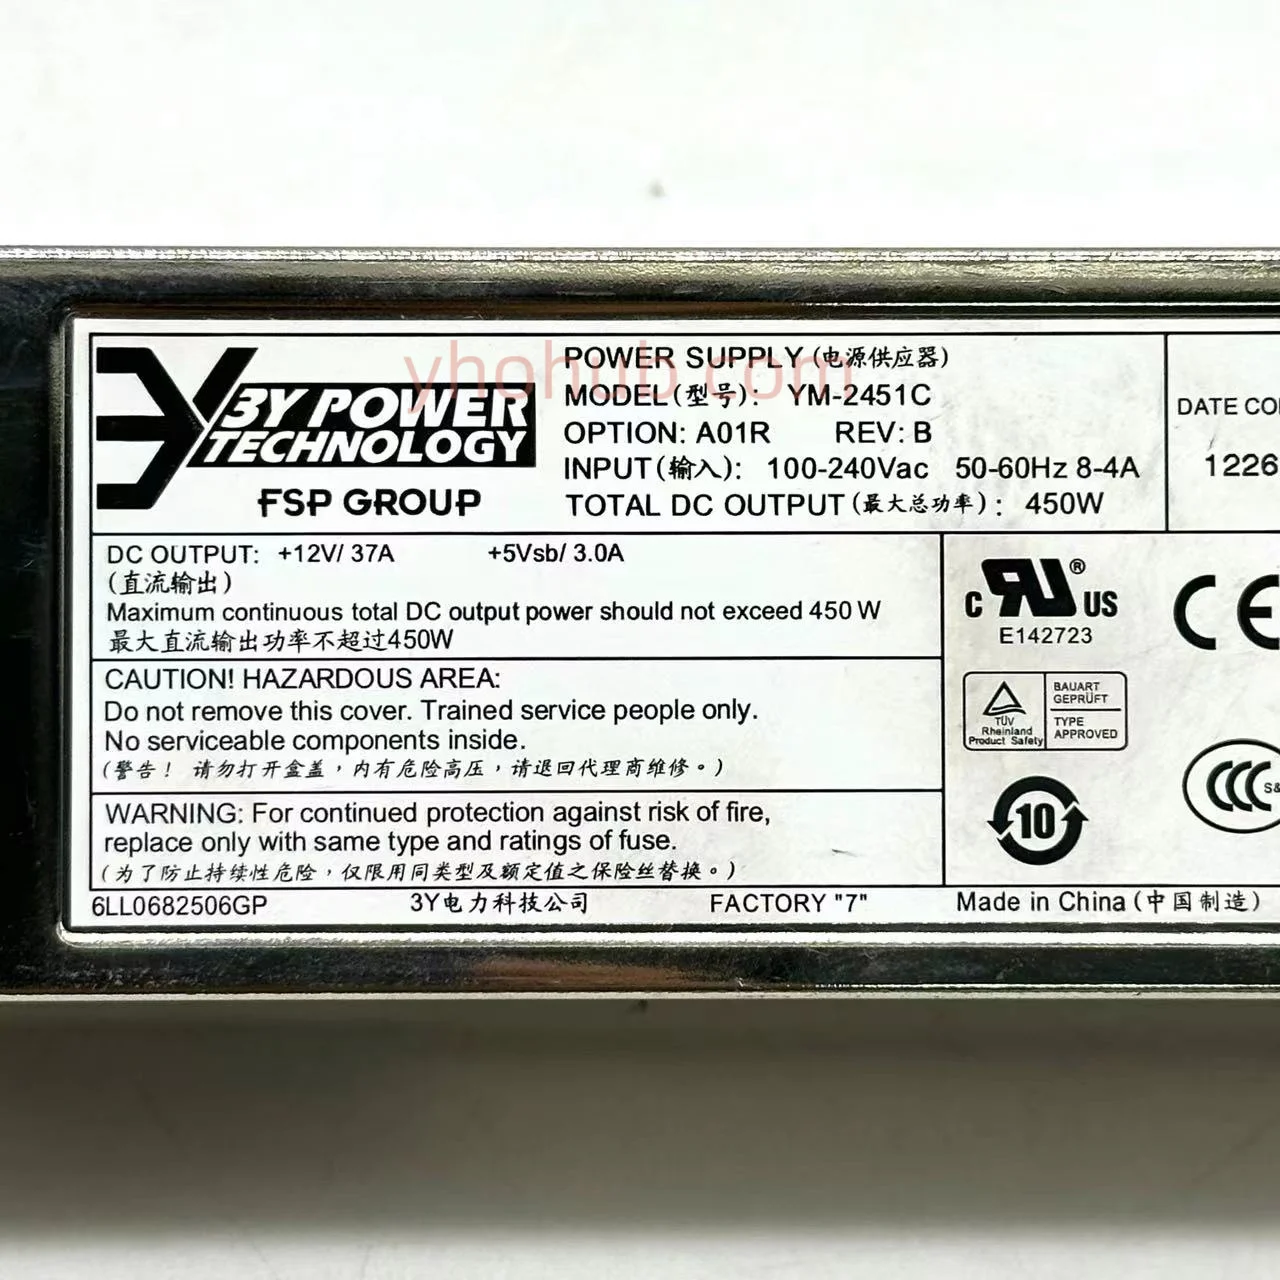 yhohub.com
3Y POWER
TECHNOLOGY
FSP GROUP
POWER SUPPLY (电源供应器)
MODEL (型号): YM-2451C
OPTION: A01R REV: B
INPUT (输入): 100-240Vac 50-60Hz 8-4A
TOTAL DC OUTPUT (最大总功率): 450W
DATE CO
1226
DC OUTPUT: +12V/ 37A +5Vsb/ 3.0A
(直流输出)
Maximum continuous total DC output power should not exceed 450 W
最大直流输出功率不超过450W
CAUTION! HAZARDOUS AREA:
Do not remove this cover. Trained service people only.
No serviceable components inside.
(警告! 请勿打开盒盖，内有危险高压，请退回代理商维修。)
WARNING: For continued protection against risk of fire,
replace only with same type and ratings of fuse.
(为了防止持续性危险，仅限用同类型及额定值之保险丝替换。)
C RU ® US
E142723
CE
TÜV
Rheinland
Product Safety
BAUART
GEPRÜFT
TYPE
APPROVED
CCC S&
10
6LL0682506GP 3Y电力科技公司 FACTORY "7" Made in China (中国制造)